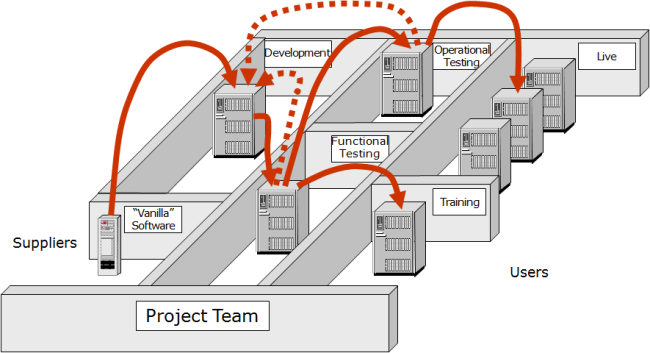 Development
Operational
Testing
Live
Functional
Testing
"Vanilla"
Software
Training
Suppliers
Users
Project Team